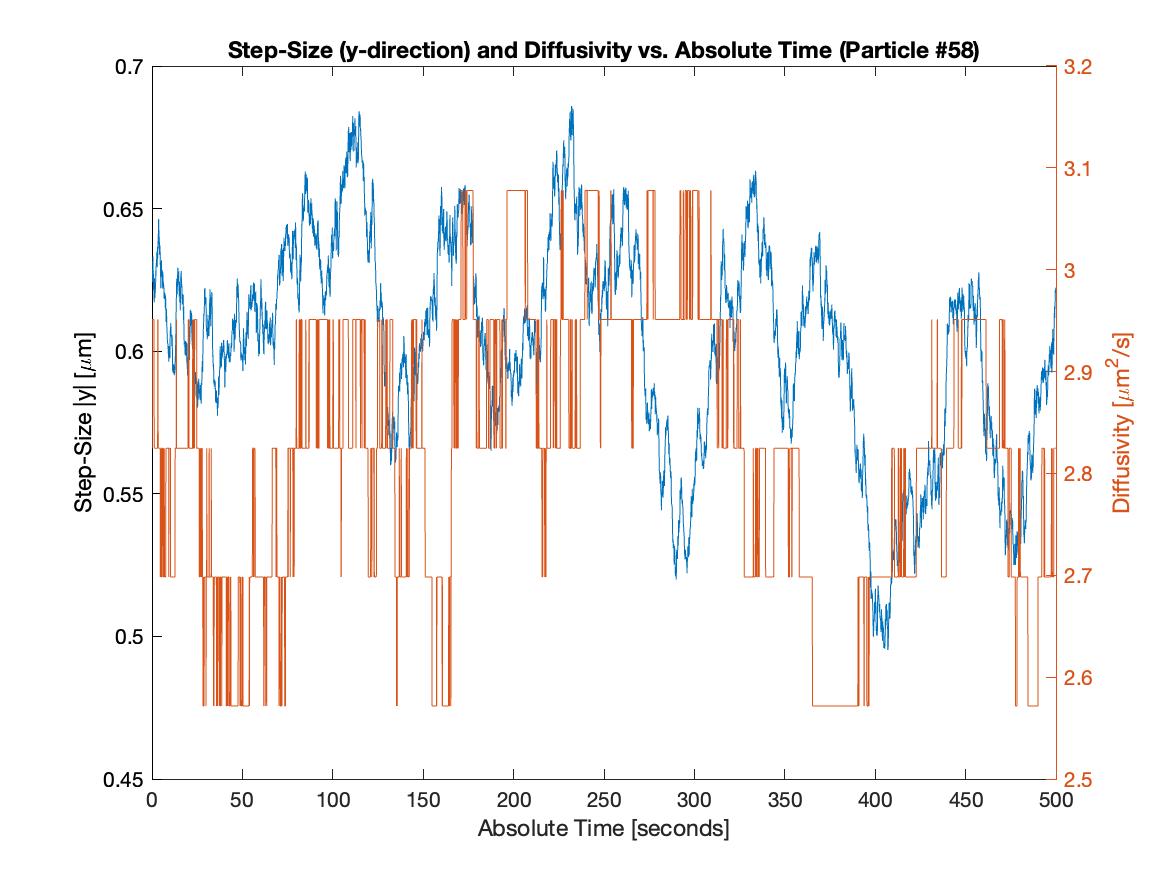 Step-Size (y-direction) and Diffusivity vs. Absolute Time (Particle #58)
0.7
0.65
0.6
0.55
0.5
0.45
Step-Size |y| [μm]
3.2
3.1
3
2.9
2.8
2.7
2.6
2.5
Diffusivity [μm²/s]
0 50 100 150 200 250 300 350 400 450 500
Absolute Time [seconds]